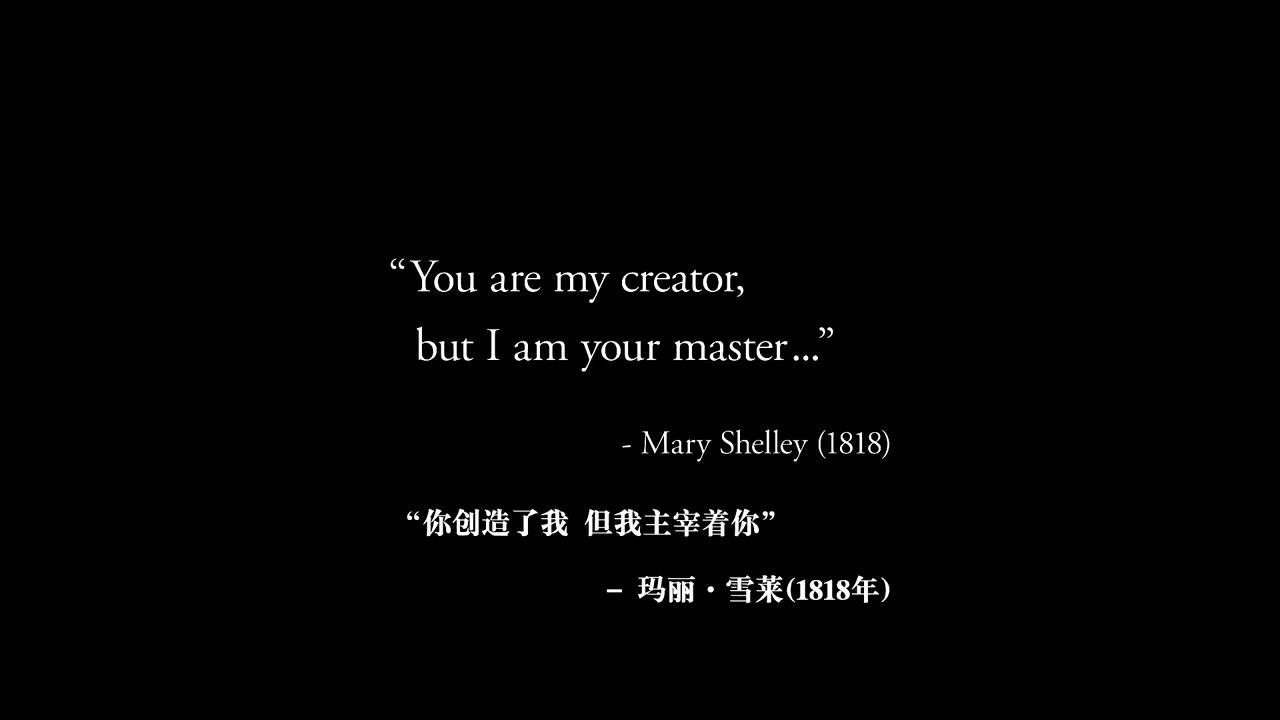 “You are my creator,
but I am your master...”
- Mary Shelley (1818)
“你创造了我 但我主宰着你”
– 玛丽·雪莱(1818年)